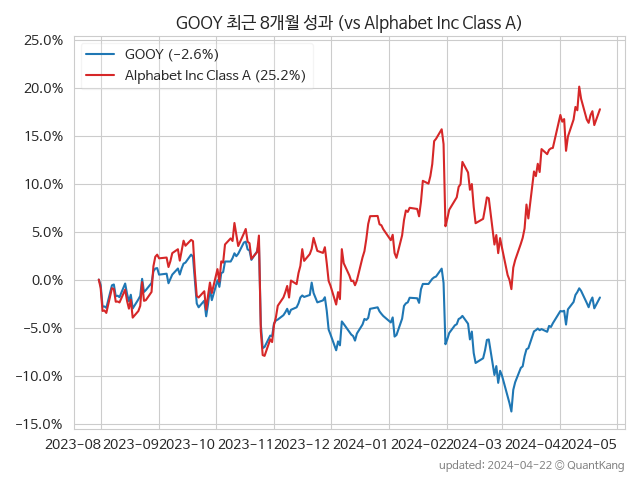 GOOY 최근 8개월 성과 (vs Alphabet Inc Class A)
25.0%
20.0%
15.0%
10.0%
5.0%
0.0%
−5.0%
−10.0%
−15.0%
GOOY (−2.6%)
Alphabet Inc Class A (25.2%)
2023−08 2023−09 2023−10 2023−11 2023−12 2024−01 2024−02 2024−03 2024−04 2024−05
updated: 2024−04−22 © QuantKang